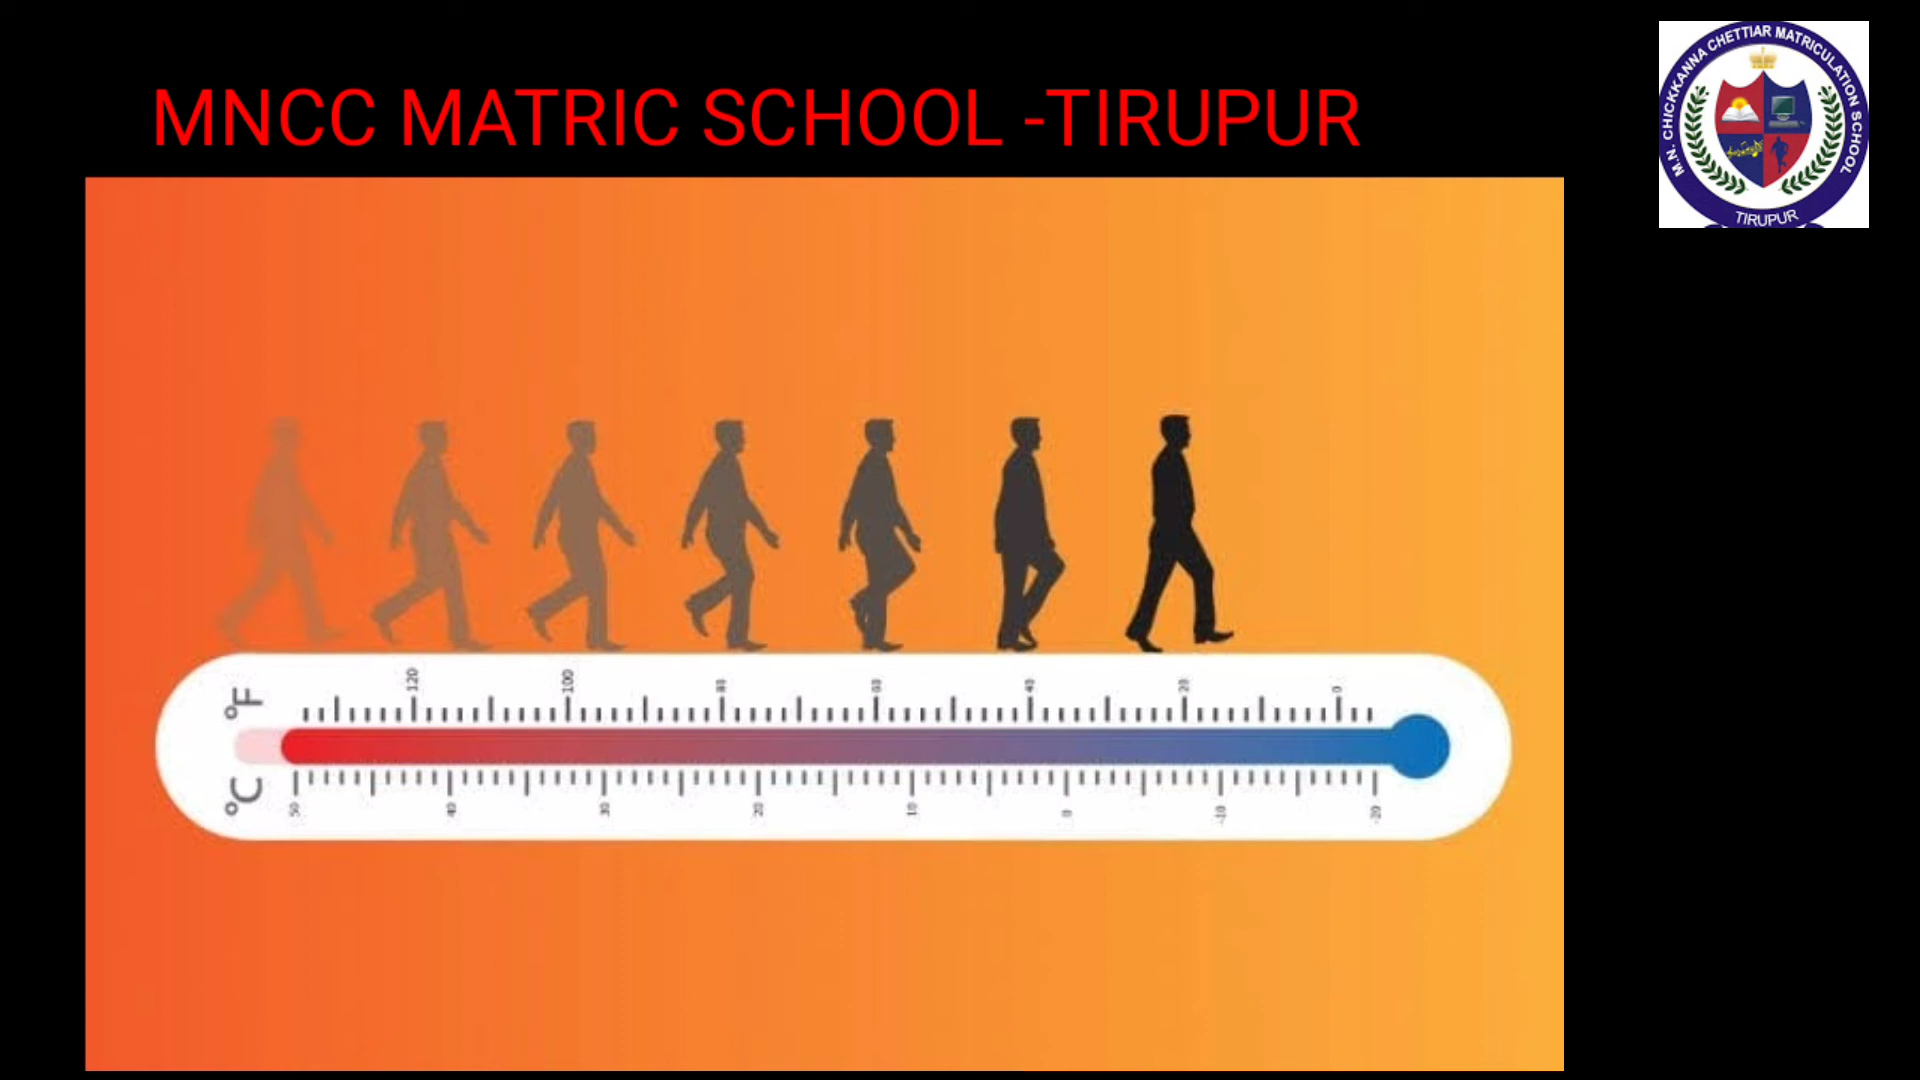 MNCC MATRIC SCHOOL -TIRUPUR
M.N. CHICKKANNA CHETTIAR MATRICULATION SCHOOL
TIRUPUR
°F
120 100 80 60 40 20 0
°C
50 40 30 20 10 0 -10 -20